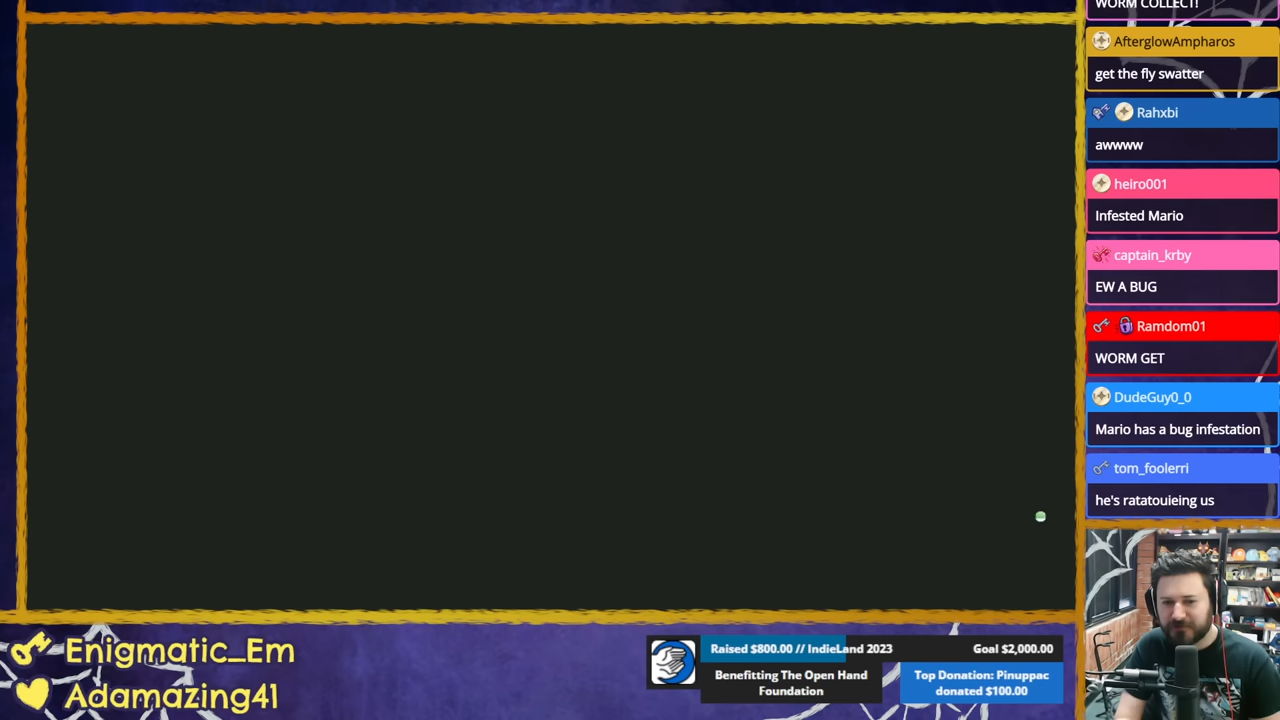 WORM COLLECT!
AfterglowAmpharos
get the fly swatter
Rahxbi
awwww
heiro001
Infested Mario
captain_krby
EW A BUG
Ramdom01
WORM GET
DudeGuy0_0
Mario has a bug infestation
tom_foolerri
he's ratatouieing us
Enigmatic_Em
Adamazing41
Raised $800.00 // IndieLand 2023
Goal $2,000.00
Benefitting The Open Hand
Foundation
Top Donation: Pinuppac
donated $100.00